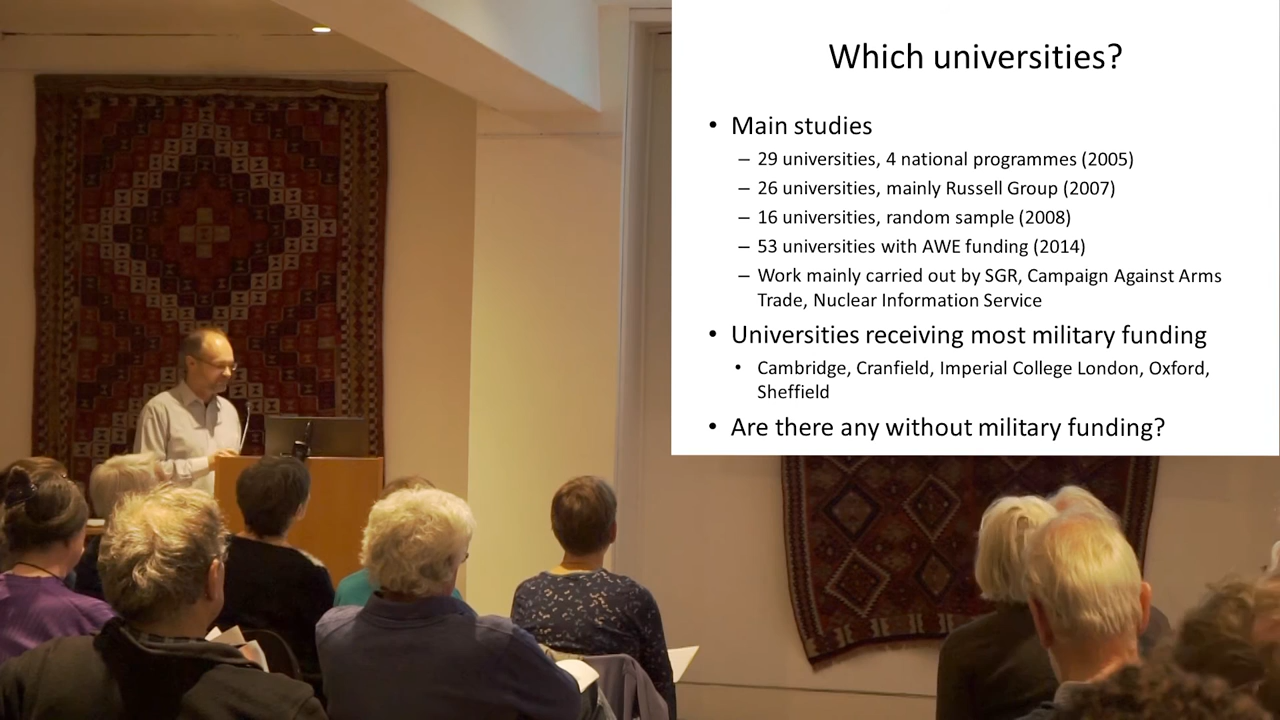 Which universities?
• Main studies
– 29 universities, 4 national programmes (2005)
– 26 universities, mainly Russell Group (2007)
– 16 universities, random sample (2008)
– 53 universities with AWE funding (2014)
– Work mainly carried out by SGR, Campaign Against Arms
Trade, Nuclear Information Service
• Universities receiving most military funding
• Cambridge, Cranfield, Imperial College London, Oxford,
Sheffield
• Are there any without military funding?